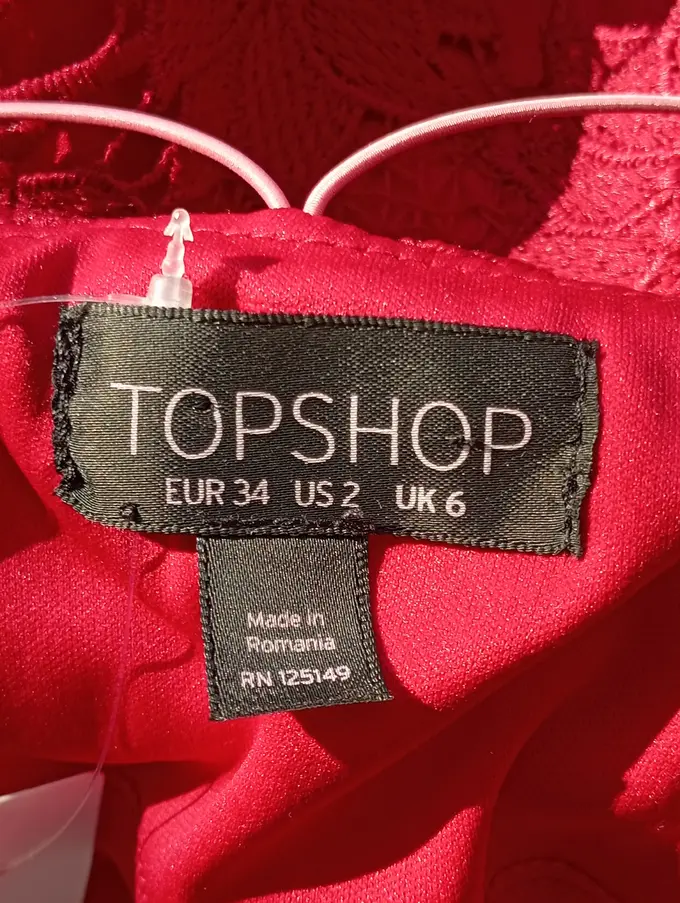 TOPSHOP
EUR 34 US 2 UK 6
Made in
Romania
RN 125149